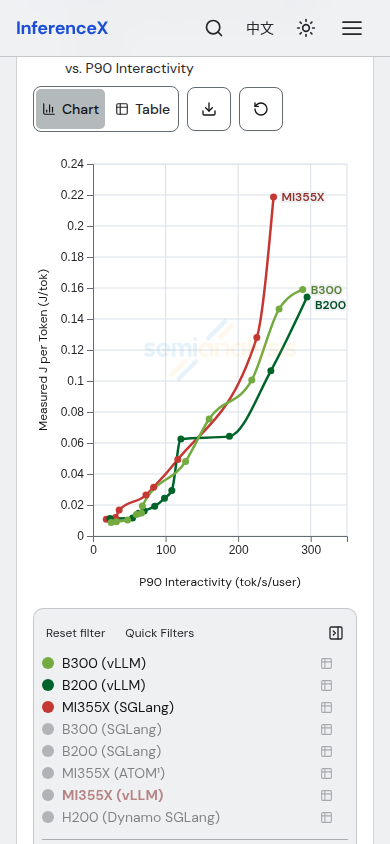 InferenceX
中文
vs. P90 Interactivity
Chart
Table
0.24
0.22
0.2
0.18
0.16
0.14
0.12
0.1
0.08
0.06
0.04
0.02
0
Measured J per Token (J/tok)
MI355X
B300
B200
semianalysis
0 100 200 300
P90 Interactivity (tok/s/user)
Reset filter Quick Filters
B300 (vLLM)
B200 (vLLM)
MI355X (SGLang)
B300 (SGLang)
B200 (SGLang)
MI355X (ATOM¹)
MI355X (vLLM)
H200 (Dynamo SGLang)